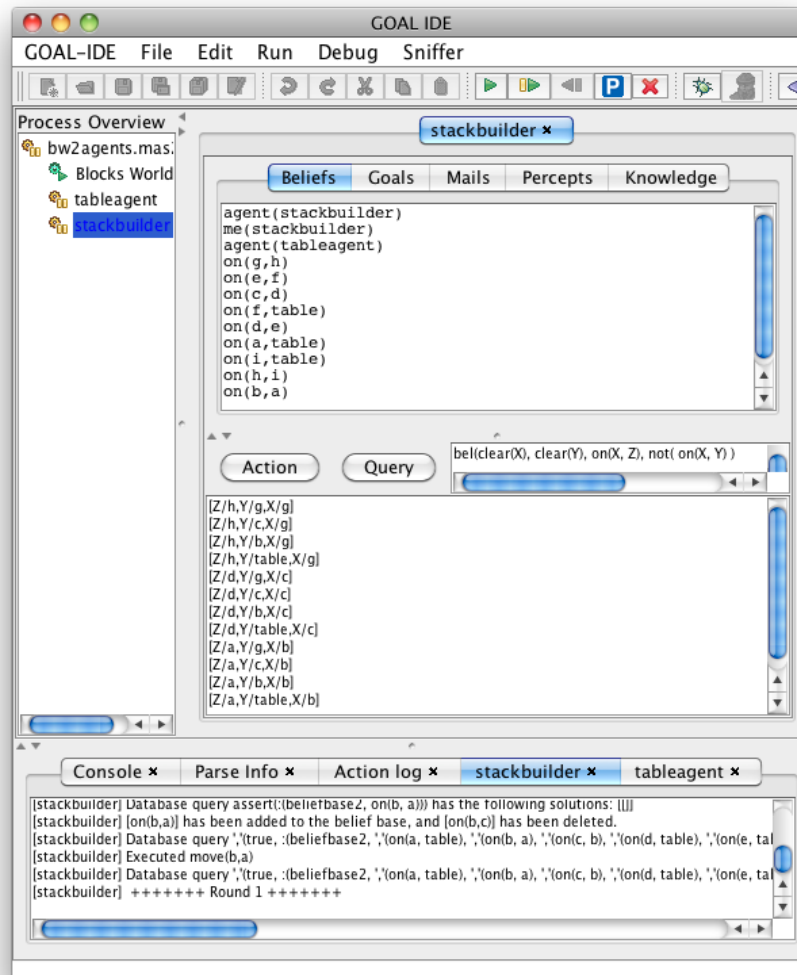 GOAL IDE
GOAL-IDE File Edit Run Debug Sniffer
P
Process Overview
bw2agents.mas
Blocks World
tableagent
stackbuilder
stackbuilder ×
Beliefs Goals Mails Percepts Knowledge
agent(stackbuilder)
me(stackbuilder)
agent(tableagent)
on(g,h)
on(e,f)
on(c,d)
on(f,table)
on(d,e)
on(a,table)
on(i,table)
on(h,i)
on(b,a)
Action Query
bel(clear(X), clear(Y), on(X, Z), not( on(X, Y) )
[Z/h,Y/g,X/g]
[Z/h,Y/c,X/g]
[Z/h,Y/b,X/g]
[Z/h,Y/table,X/g]
[Z/d,Y/g,X/c]
[Z/d,Y/c,X/c]
[Z/d,Y/b,X/c]
[Z/d,Y/table,X/c]
[Z/a,Y/g,X/b]
[Z/a,Y/c,X/b]
[Z/a,Y/b,X/b]
[Z/a,Y/table,X/b]
Console × Parse Info × Action log × stackbuilder × tableagent ×
[stackbuilder] Database query assert(:(beliefbase2, on(b, a))) has the following solutions: [[]]
[stackbuilder] [on(b,a)] has been added to the belief base, and [on(b,c)] has been deleted.
[stackbuilder] Database query ','(true, :(beliefbase2, ','(on(a, table), ','(on(b, a), ','(on(c, b), ','(on(d, table), ','(on(e, tal
[stackbuilder] Executed move(b,a)
[stackbuilder] Database query ','(true, :(beliefbase2, ','(on(a, table), ','(on(b, a), ','(on(c, b), ','(on(d, table), ','(on(e, tal
[stackbuilder] +++++++ Round 1 +++++++